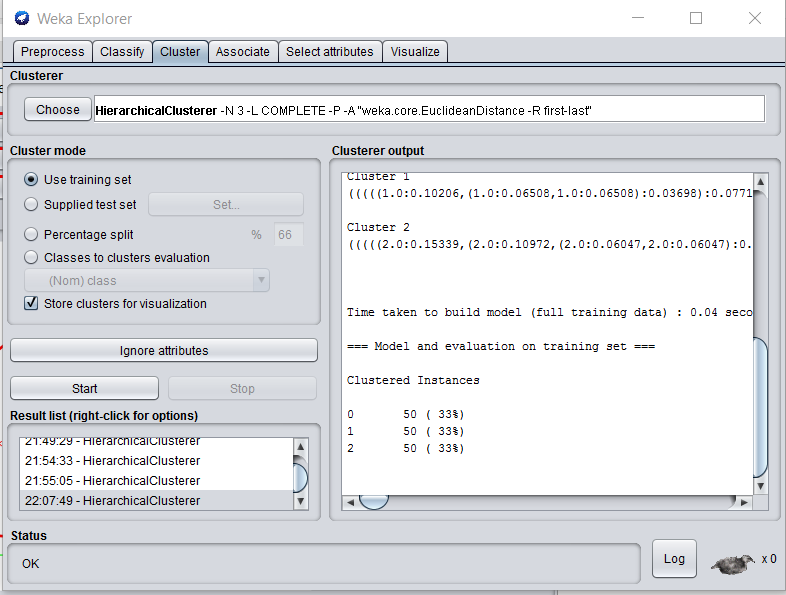 Weka Explorer
Preprocess Classify Cluster Associate Select attributes Visualize
Clusterer
Choose HierarchicalClusterer -N 3 -L COMPLETE -P -A "weka.core.EuclideanDistance -R first-last"
Cluster mode
Use training set
Supplied test set Set...
Percentage split % 66
Classes to clusters evaluation
(Nom) class
Store clusters for visualization
Ignore attributes
Start Stop
Result list (right-click for options)
21:49:29 - HierarchicalClusterer
21:54:33 - HierarchicalClusterer
21:55:05 - HierarchicalClusterer
22:07:49 - HierarchicalClusterer
Clusterer output
Cluster 1
(((((1.0:0.10206,(1.0:0.06508,1.0:0.06508):0.03698):0.0771
Cluster 2
(((((2.0:0.15339,(2.0:0.10972,(2.0:0.06047,2.0:0.06047):0.
Time taken to build model (full training data) : 0.04 seco
=== Model and evaluation on training set ===
Clustered Instances
0 50 ( 33%)
1 50 ( 33%)
2 50 ( 33%)
Status
OK
Log
x 0